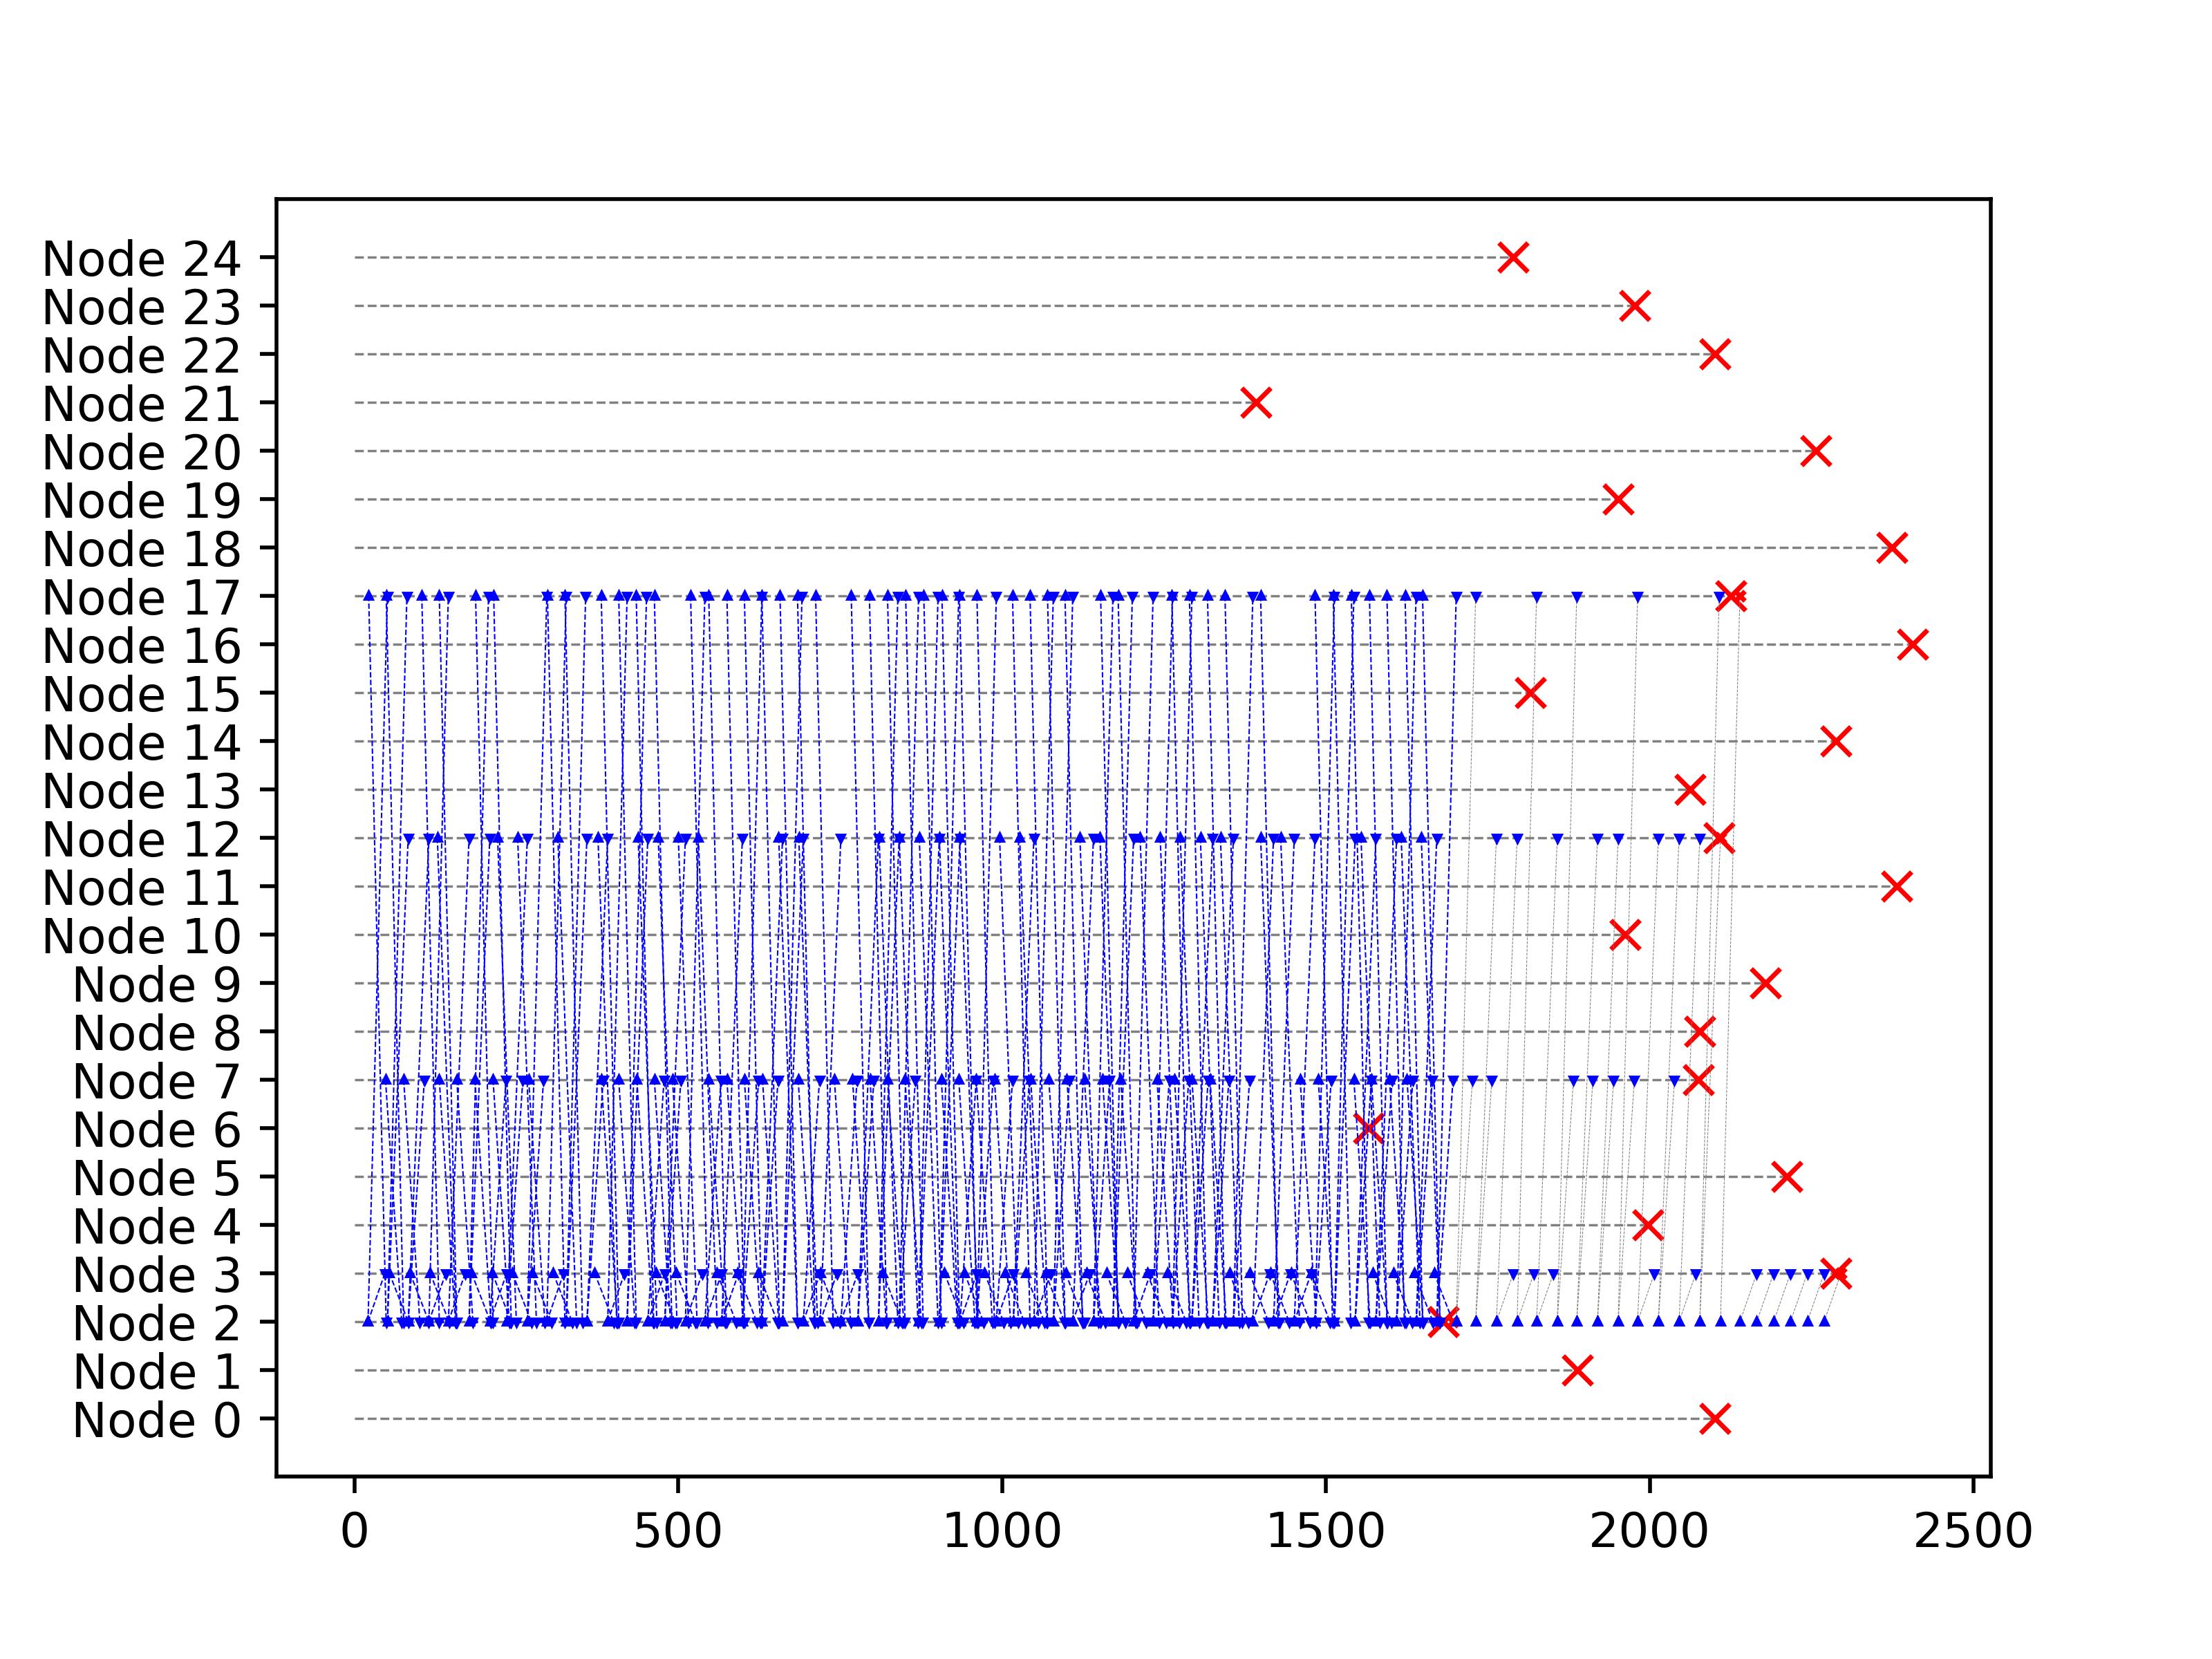 Node 24
Node 23
Node 22
Node 21
Node 20
Node 19
Node 18
Node 17
Node 16
Node 15
Node 14
Node 13
Node 12
Node 11
Node 10
Node 9
Node 8
Node 7
Node 6
Node 5
Node 4
Node 3
Node 2
Node 1
Node 0
0 500 1000 1500 2000 2500